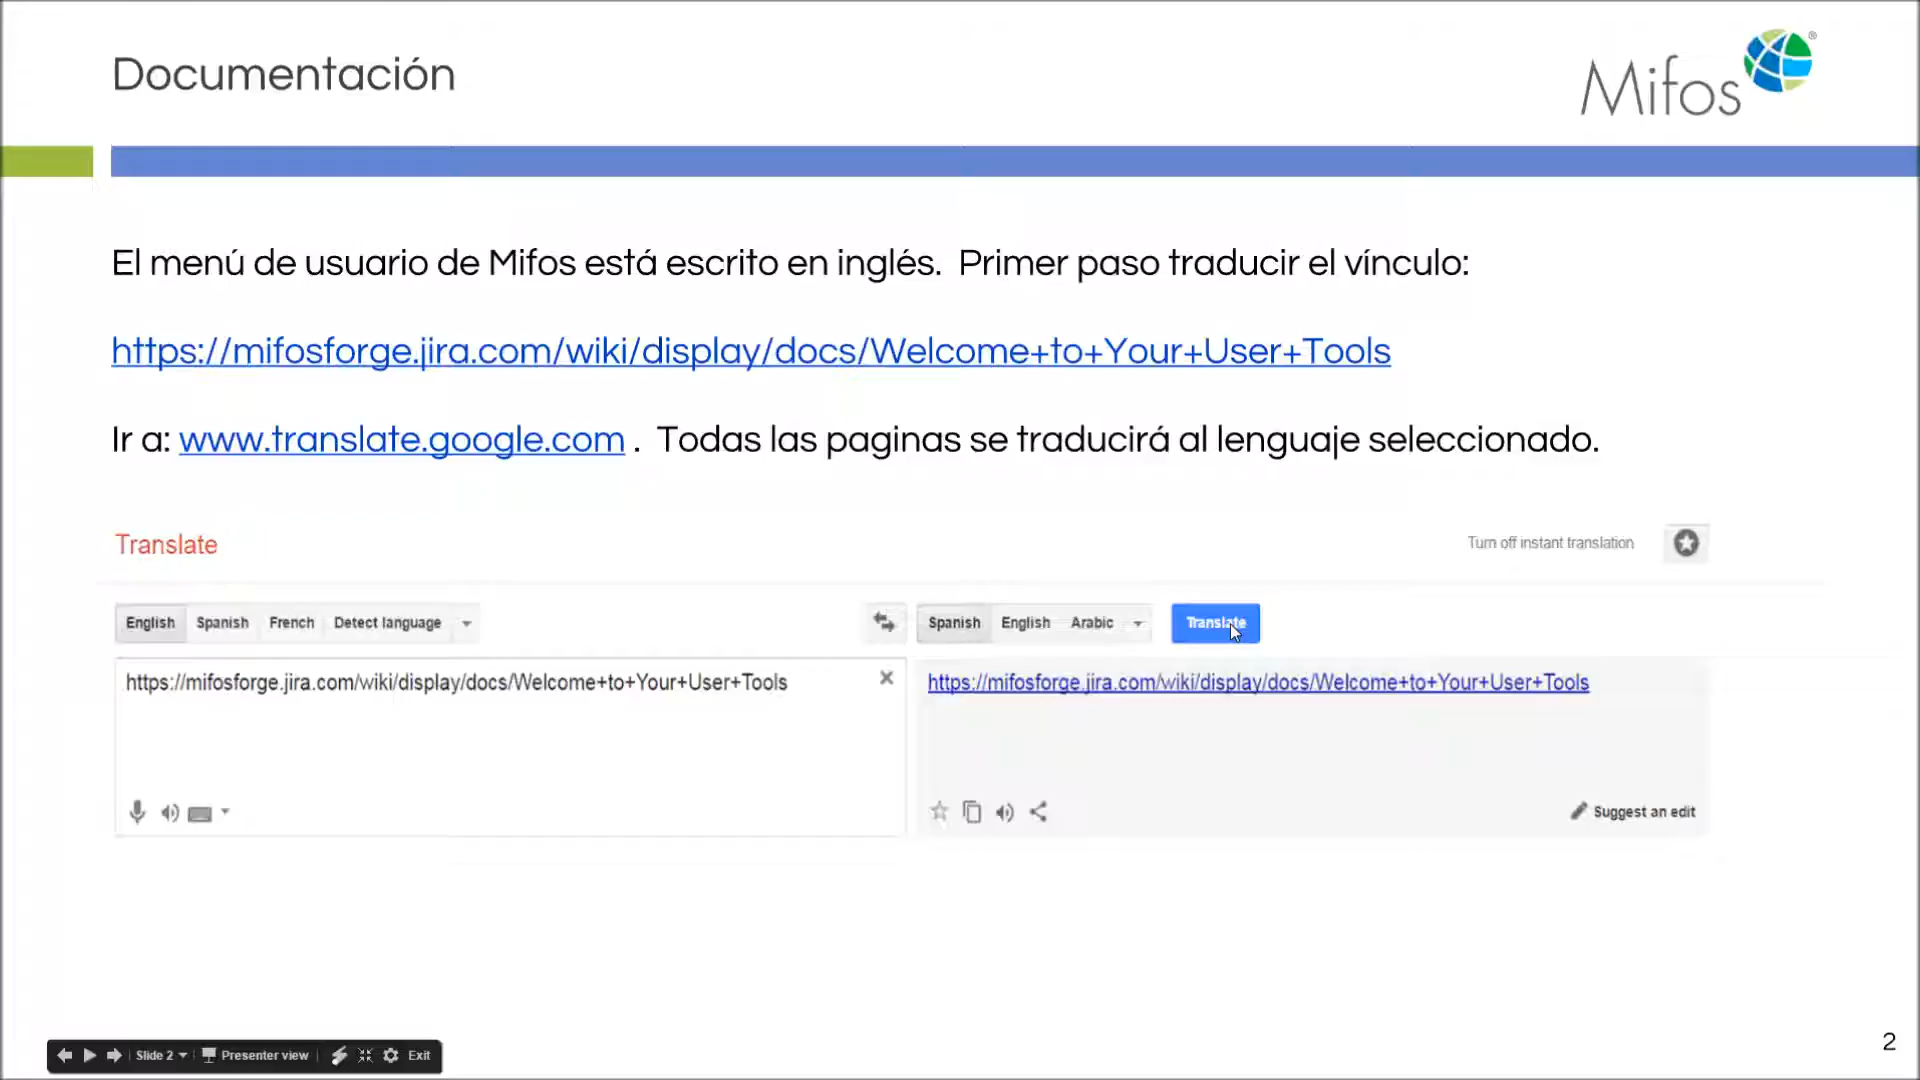 Documentación
Mifos®
El menú de usuario de Mifos está escrito en inglés.  Primer paso traducir el vínculo:
https://mifosforge.jira.com/wiki/display/docs/Welcome+to+Your+User+Tools
Ir a: www.translate.google.com .  Todas las paginas se traducirá al lenguaje seleccionado.
Translate
Turn off instant translation
English Spanish French Detect language
Spanish English Arabic
Translate
https://mifosforge.jira.com/wiki/display/docs/Welcome+to+Your+User+Tools
https://mifosforge.jira.com/wiki/display/docs/Welcome+to+Your+User+Tools
Suggest an edit
2
Slide 2 Presenter view Exit